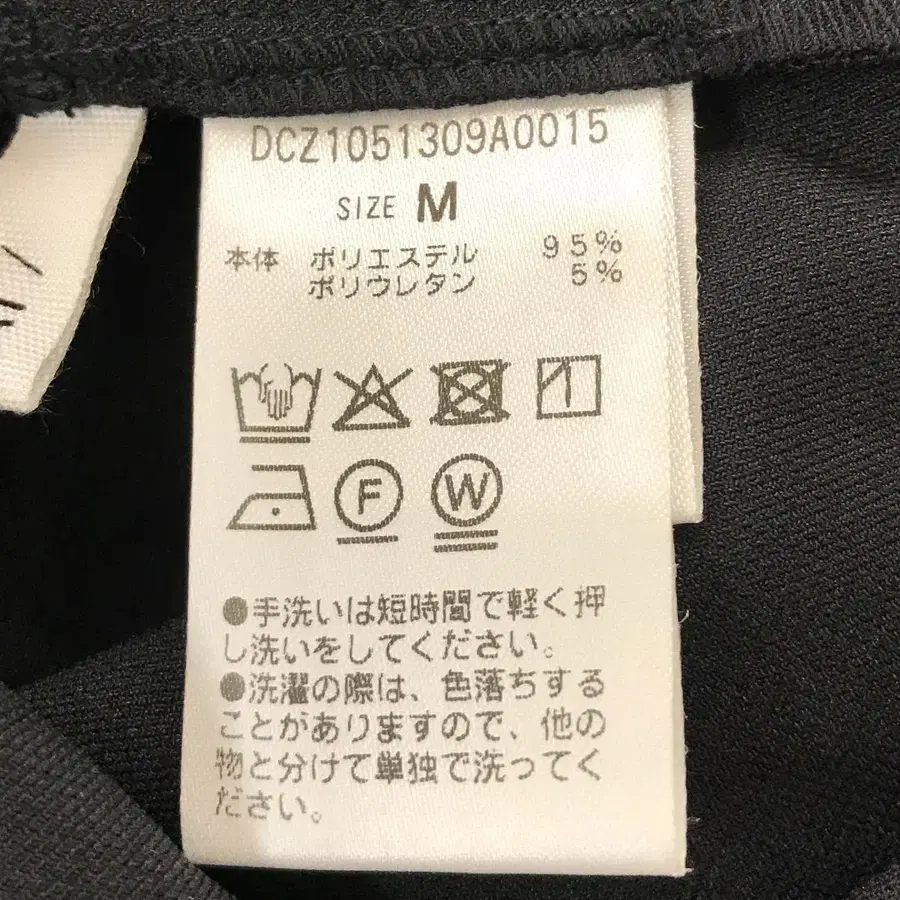 DCZ1051309A0015
SIZE M
本体 ポリエステル 95%
ポリウレタン 5%
F W
●手洗いは短時間で軽く押
し洗いをしてください。
●洗濯の際は、色落ちする
ことがありますので、他の
物と分けて単独で洗ってく
ださい。